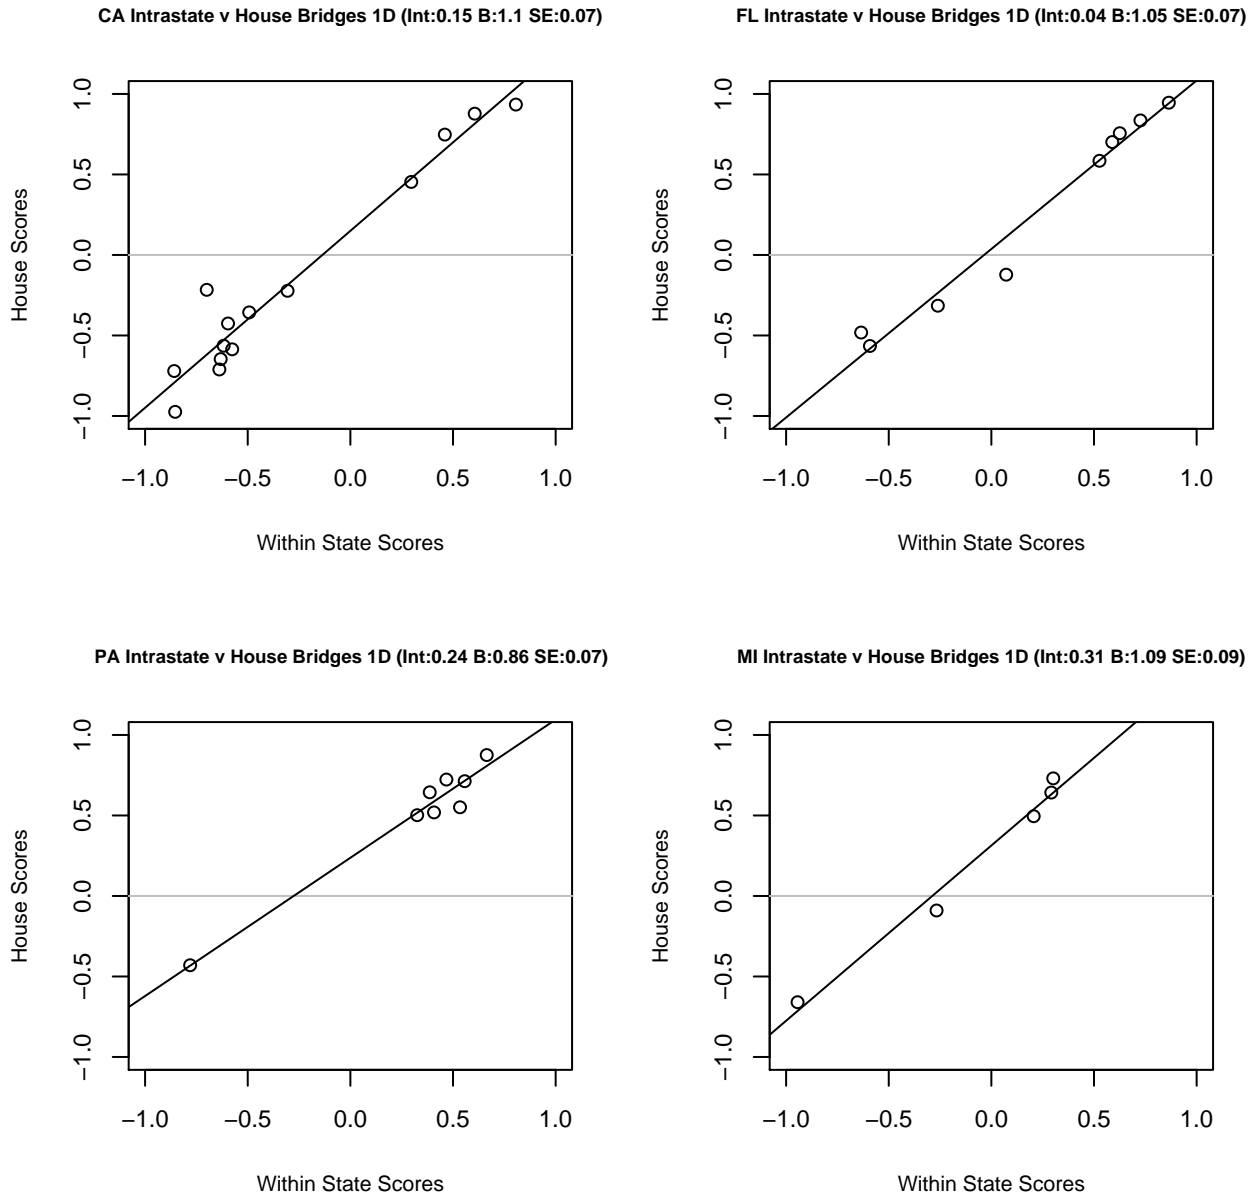 CA Intrastate v House Bridges 1D (Int:0.15 B:1.1 SE:0.07)
House Scores
1.0
0.5
0.0
−0.5
−1.0
−1.0 −0.5 0.0 0.5 1.0
Within State Scores
FL Intrastate v House Bridges 1D (Int:0.04 B:1.05 SE:0.07)
House Scores
1.0
0.5
0.0
−0.5
−1.0
−1.0 −0.5 0.0 0.5 1.0
Within State Scores
PA Intrastate v House Bridges 1D (Int:0.24 B:0.86 SE:0.07)
House Scores
1.0
0.5
0.0
−0.5
−1.0
−1.0 −0.5 0.0 0.5 1.0
Within State Scores
MI Intrastate v House Bridges 1D (Int:0.31 B:1.09 SE:0.09)
House Scores
1.0
0.5
0.0
−0.5
−1.0
−1.0 −0.5 0.0 0.5 1.0
Within State Scores